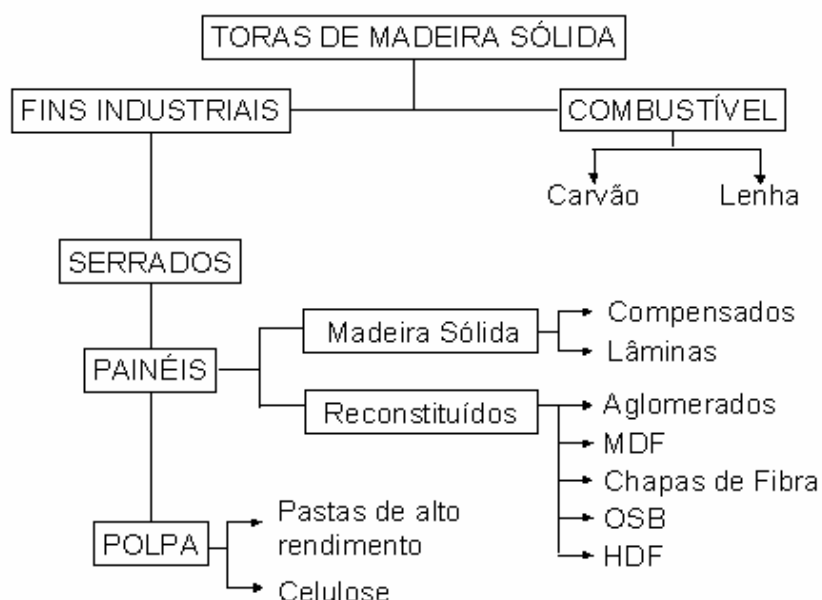 TORAS DE MADEIRA SÓLIDA
FINS INDUSTRIAIS
COMBUSTÍVEL
Carvão
Lenha
SERRADOS
PAINÉIS
Madeira Sólida
Compensados
Lâminas
Reconstituídos
Aglomerados
MDF
Chapas de Fibra
OSB
HDF
POLPA
Pastas de alto
rendimento
Celulose